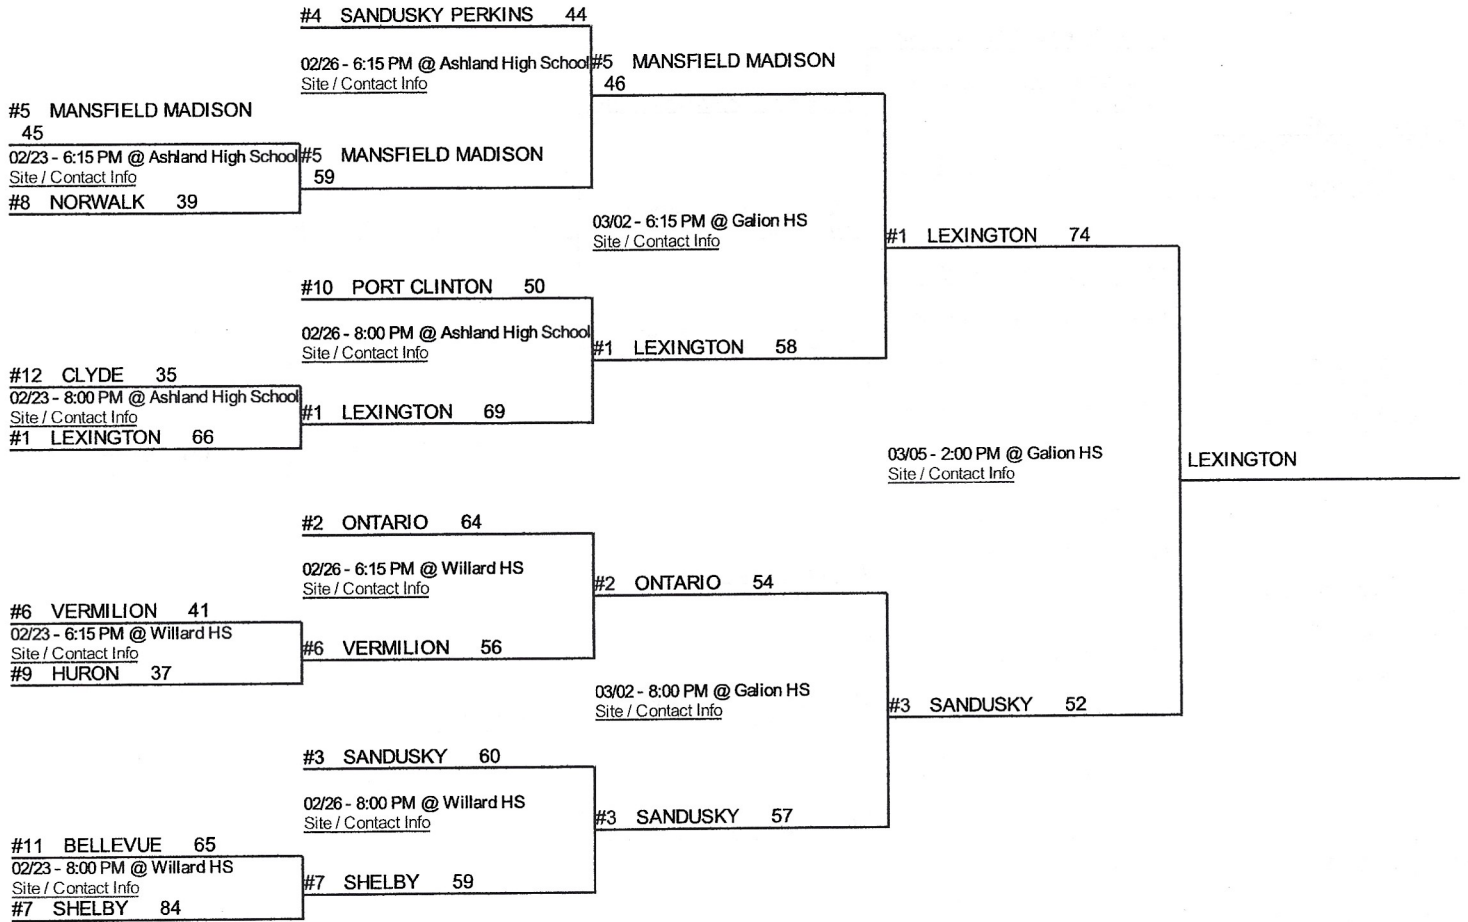 #4 SANDUSKY PERKINS 44
02/26 - 6:15 PM @ Ashland High School
Site / Contact Info
#5 MANSFIELD MADISON
46
#5 MANSFIELD MADISON
45
02/23 - 6:15 PM @ Ashland High School
Site / Contact Info
#8 NORWALK 39
#5 MANSFIELD MADISON
59
03/02 - 6:15 PM @ Galion HS
Site / Contact Info
#1 LEXINGTON 74
#10 PORT CLINTON 50
02/26 - 8:00 PM @ Ashland High School
Site / Contact Info
#1 LEXINGTON 58
#12 CLYDE 35
02/23 - 8:00 PM @ Ashland High School
Site / Contact Info
#1 LEXINGTON 66
#1 LEXINGTON 69
03/05 - 2:00 PM @ Galion HS
Site / Contact Info
LEXINGTON
#2 ONTARIO 64
02/26 - 6:15 PM @ Willard HS
Site / Contact Info
#2 ONTARIO 54
#6 VERMILION 41
02/23 - 6:15 PM @ Willard HS
Site / Contact Info
#9 HURON 37
#6 VERMILION 56
03/02 - 8:00 PM @ Galion HS
Site / Contact Info
#3 SANDUSKY 52
#3 SANDUSKY 60
02/26 - 8:00 PM @ Willard HS
Site / Contact Info
#3 SANDUSKY 57
#11 BELLEVUE 65
02/23 - 8:00 PM @ Willard HS
Site / Contact Info
#7 SHELBY 84
#7 SHELBY 59